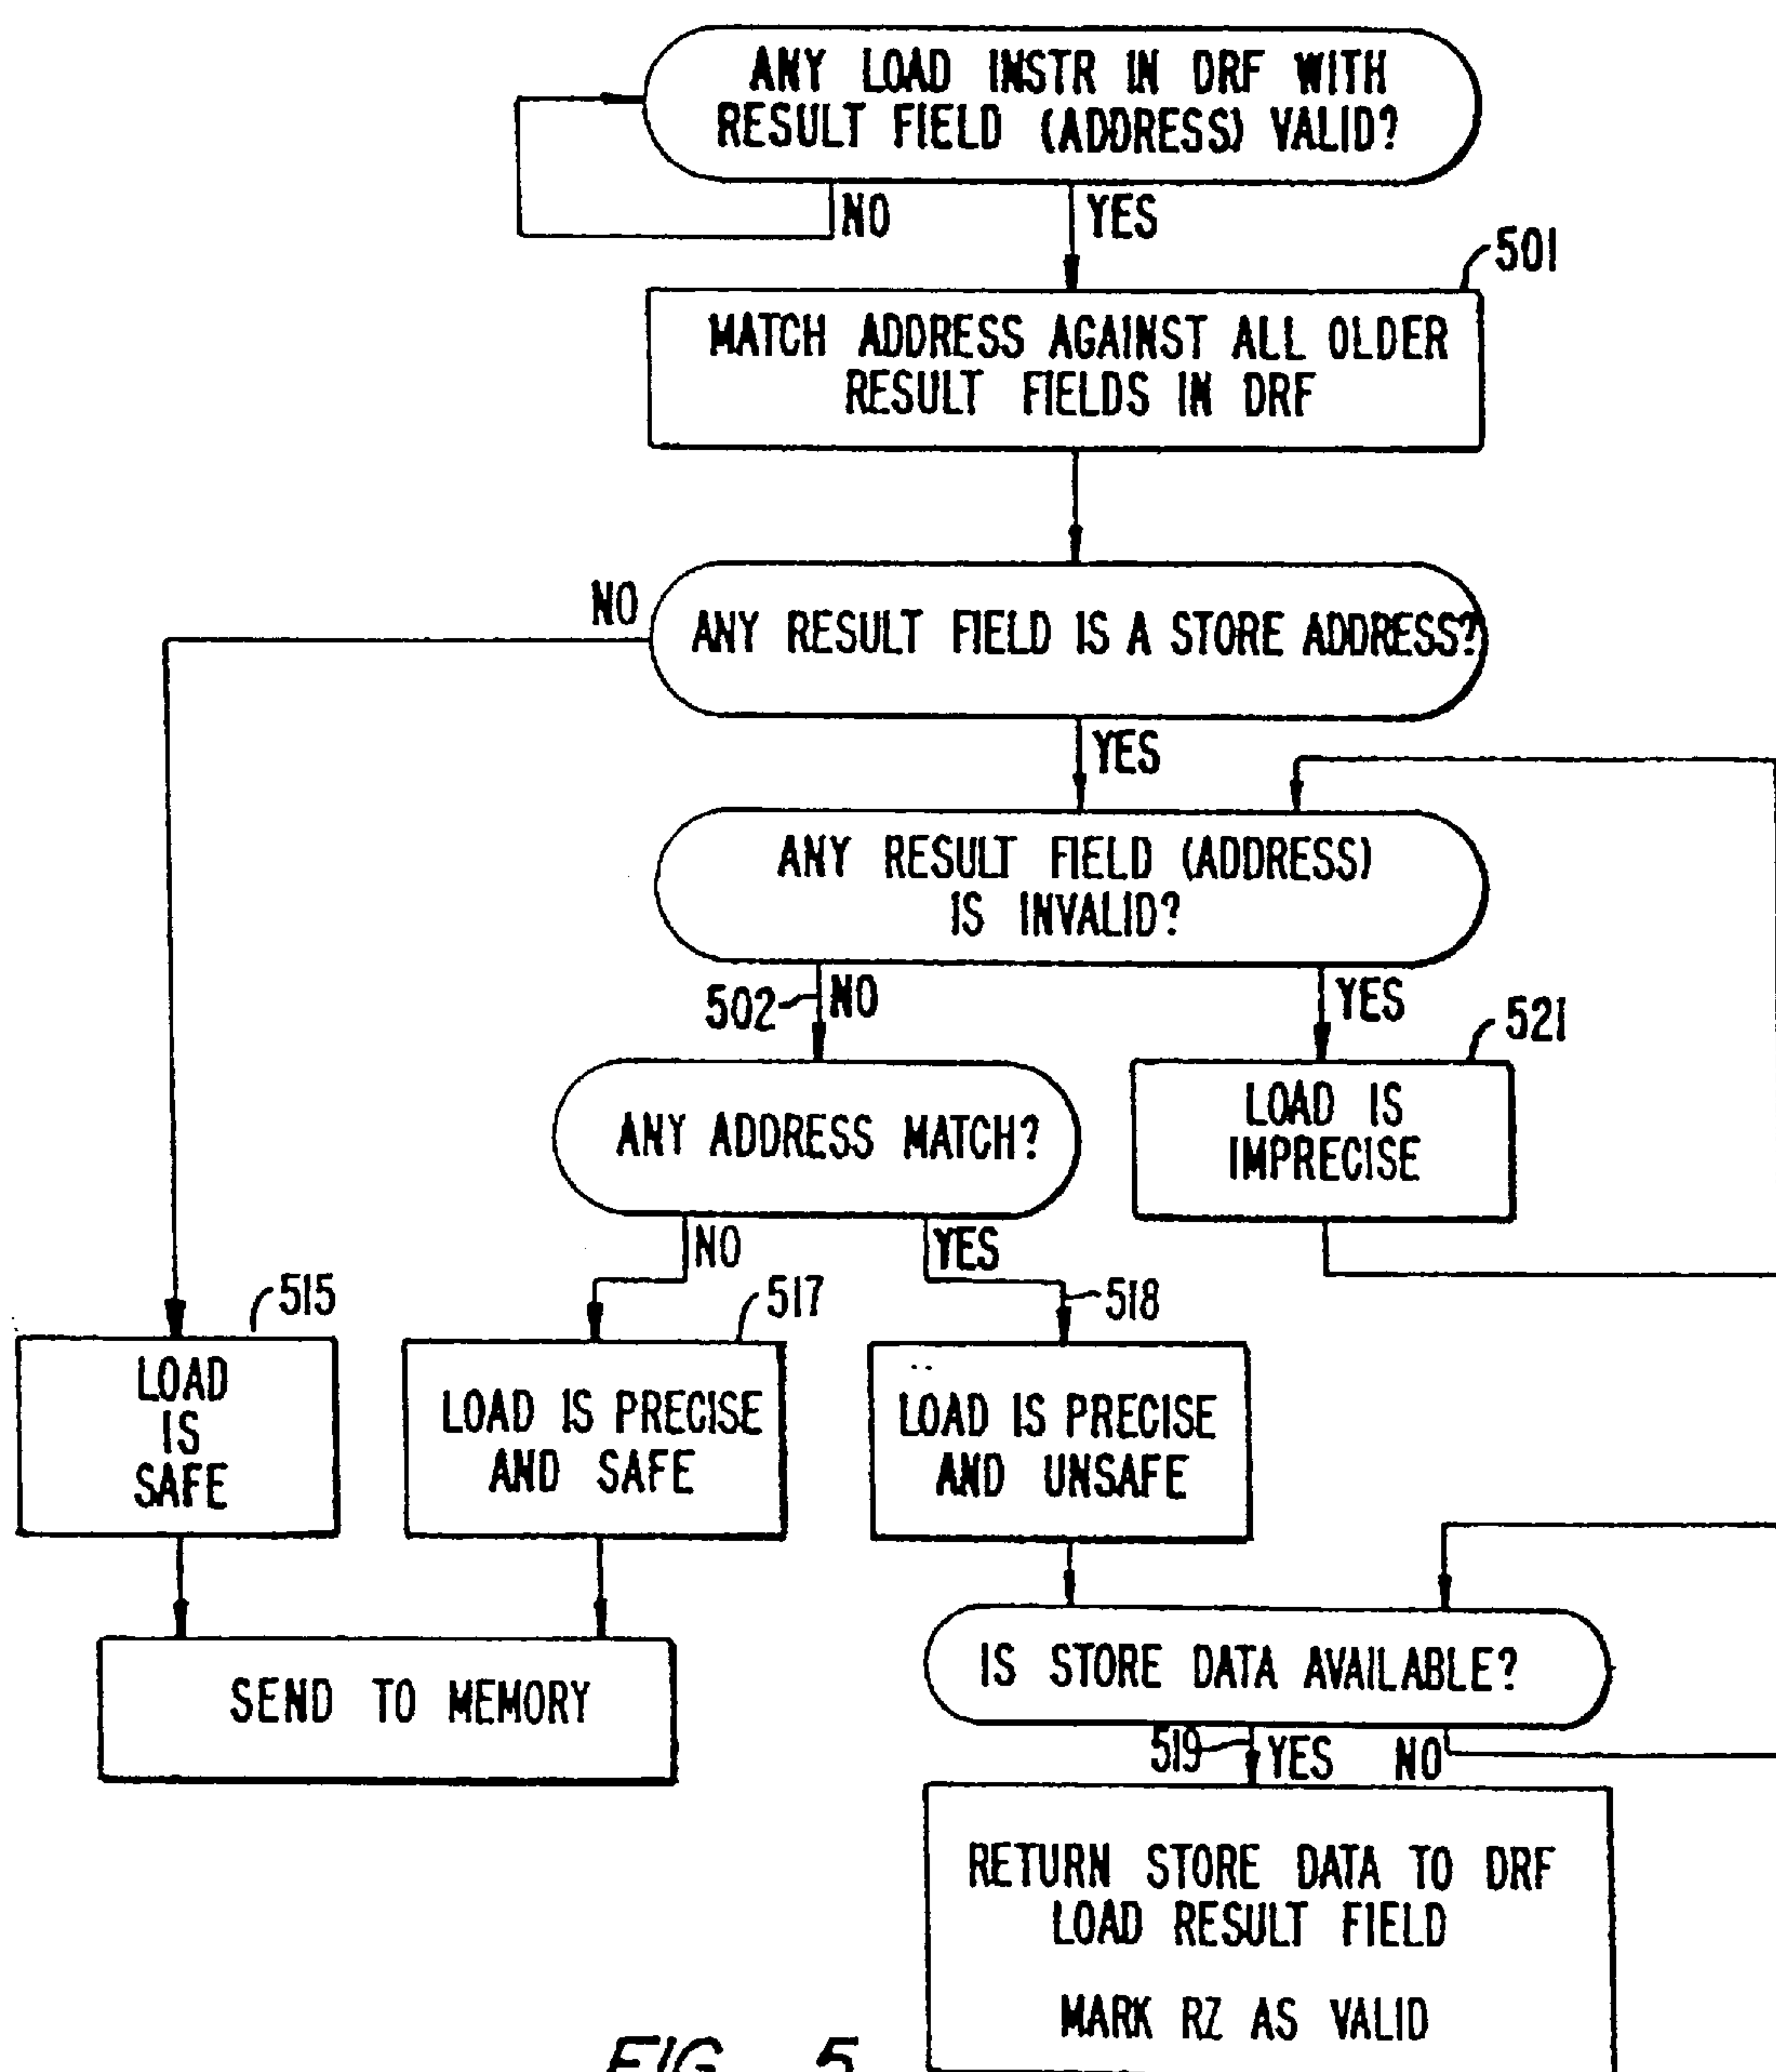 ANY LOAD INSTR IN DRF WITH
RESULT FIELD (ADDRESS) VALID?
NO
YES
501
MATCH ADDRESS AGAINST ALL OLDER
RESULT FIELDS IN DRF
NO
ANY RESULT FIELD IS A STORE ADDRESS?
YES
ANY RESULT FIELD (ADDRESS)
IS INVALID?
502
NO
YES
521
ANY ADDRESS MATCH?
LOAD IS
IMPRECISE
NO
YES
515
517
518
LOAD
IS
SAFE
LOAD IS PRECISE
AND SAFE
LOAD IS PRECISE
AND UNSAFE
SEND TO MEMORY
IS STORE DATA AVAILABLE?
519
YES
NO
RETURN STORE DATA TO DRF
LOAD RESULT FIELD
MARK RZ AS VALID
FIG. 5